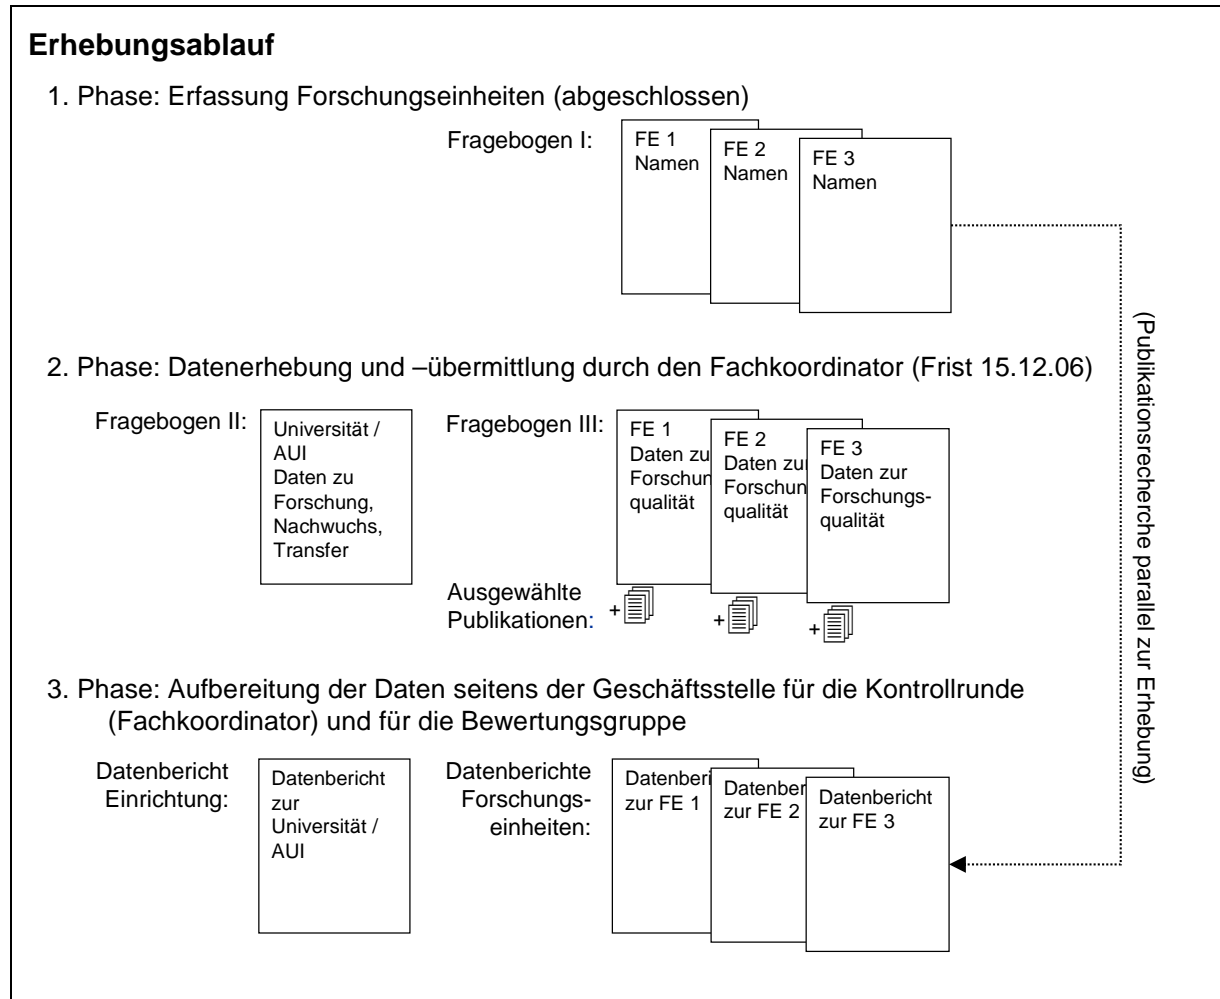 Erhebungsablauf
1. Phase: Erfassung Forschungseinheiten (abgeschlossen)
Fragebogen I:
FE 1
Namen
FE 2
Namen
FE 3
Namen
(Publikationsrecherche parallel zur Erhebung)
2. Phase: Datenerhebung und –übermittlung durch den Fachkoordinator (Frist 15.12.06)
Fragebogen II:
Universität /
AUI
Daten zu
Forschung,
Nachwuchs,
Transfer
Fragebogen III:
FE 1
Daten zu
Forschun
qualität
FE 2
Daten zur
Forschun
qualität
FE 3
Daten zur
Forschungs-
qualität
Ausgewählte
Publikationen:
+
+
+
3. Phase: Aufbereitung der Daten seitens der Geschäftsstelle für die Kontrollrunde
(Fachkoordinator) und für die Bewertungsgruppe
Datenbericht
Einrichtung:
Datenbericht
zur
Universität /
AUI
Datenberichte
Forschungs-
einheiten:
Datenberi
zur FE 1
Datenber
zur FE 2
Datenbericht
zur FE 3